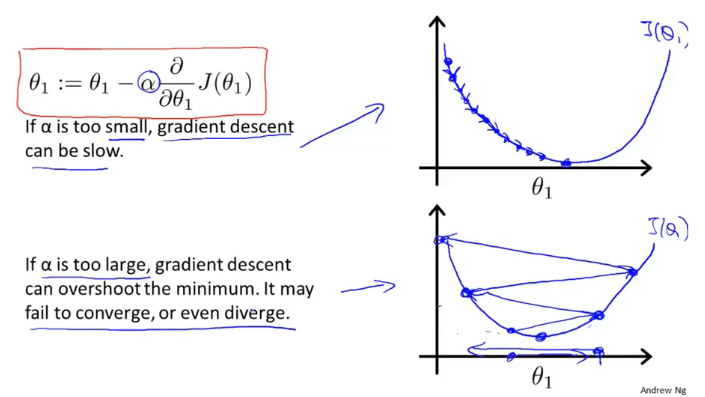 θ₁ := θ₁ − α ∂/∂θ₁ J(θ₁)
If α is too small, gradient descent
can be slow.
J(θ₁)
θ₁
If α is too large, gradient descent
can overshoot the minimum. It may
fail to converge, or even diverge.
θ₁
Andrew Ng